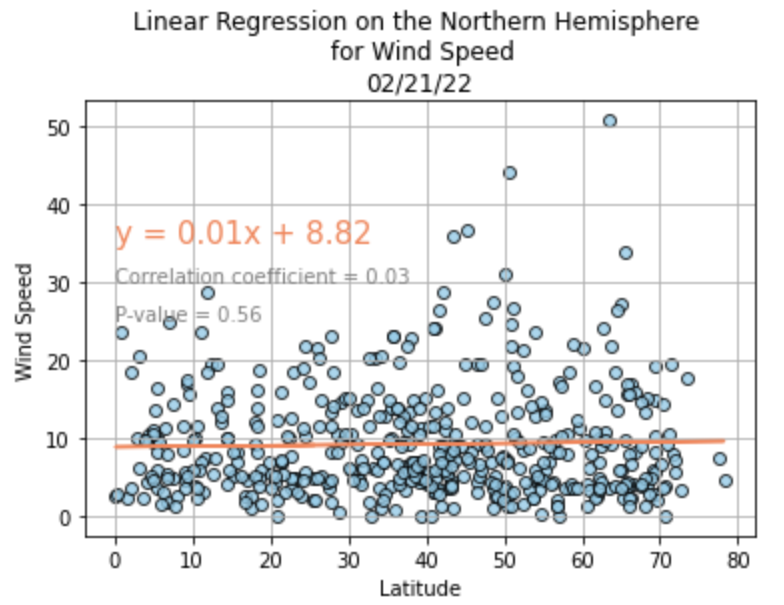 Linear Regression on the Northern Hemisphere
for Wind Speed
02/21/22
50
40
30
20
10
0
Wind Speed
y = 0.01x + 8.82
Correlation coefficient = 0.03
P-value = 0.56
0 10 20 30 40 50 60 70 80
Latitude